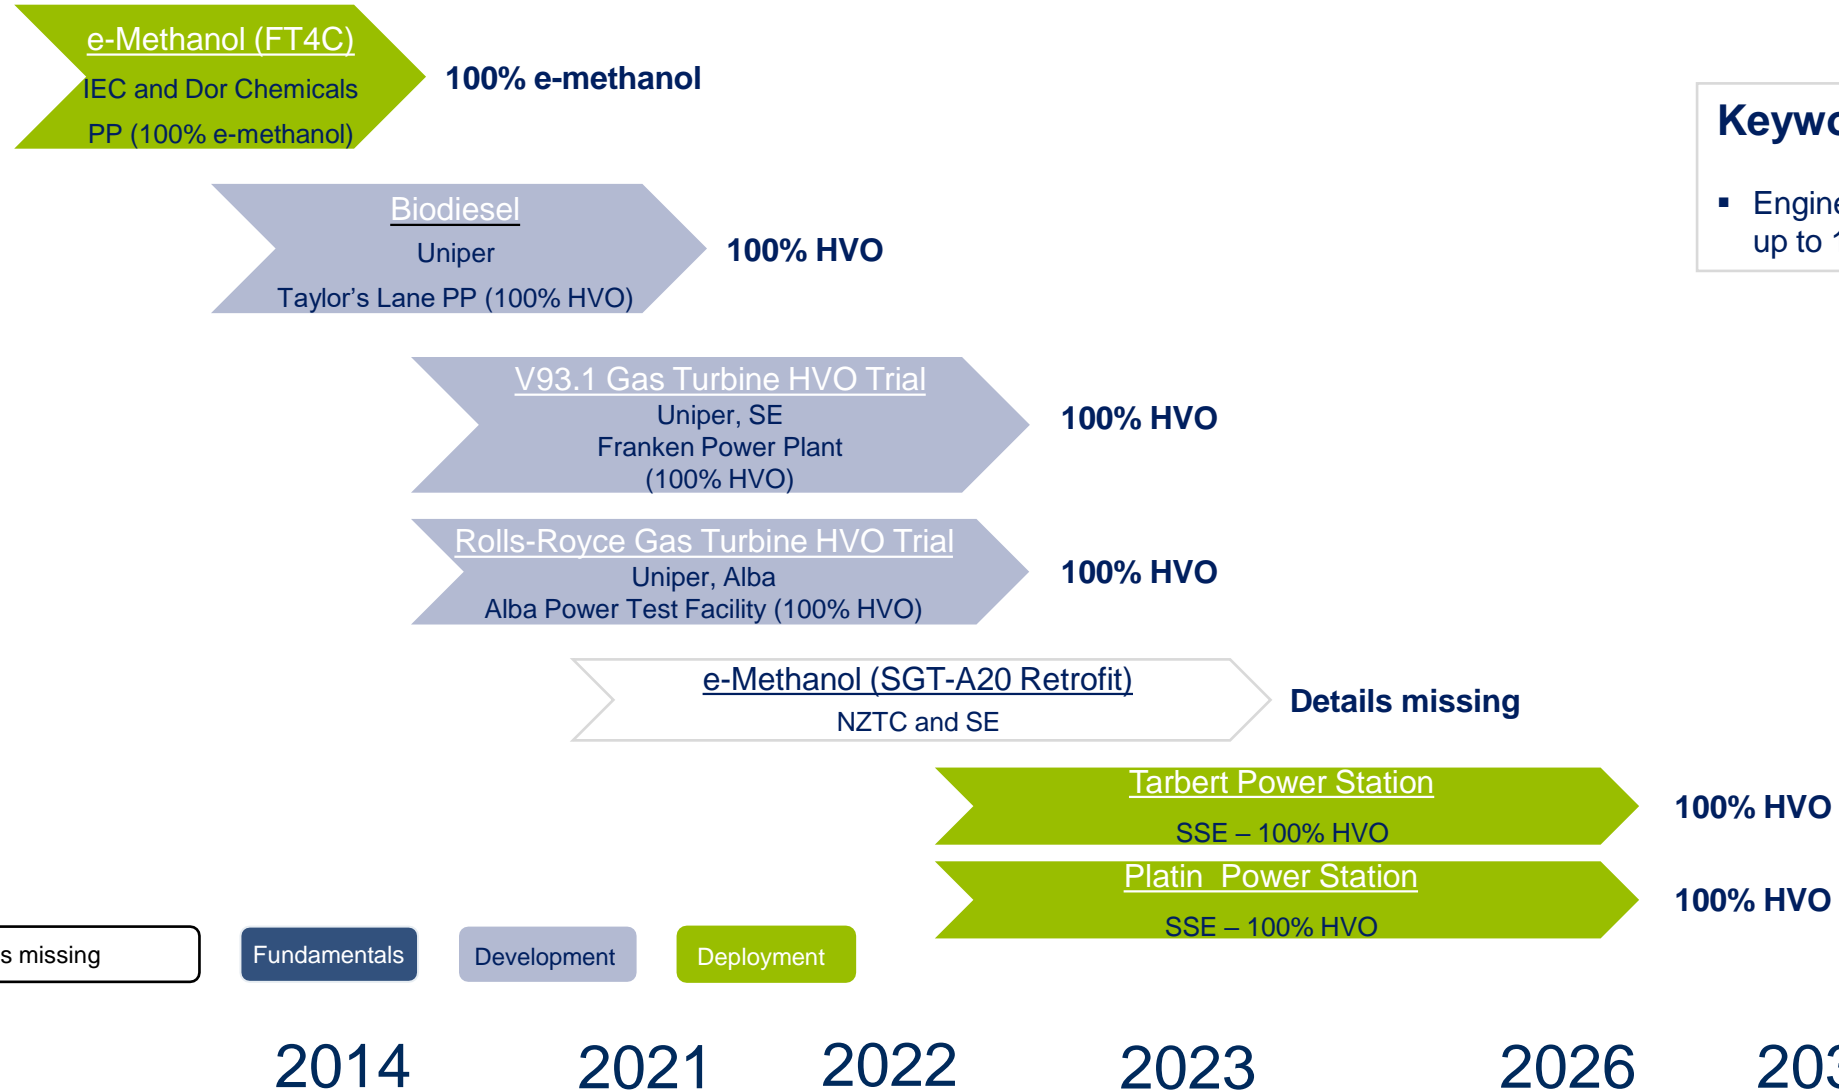 e-Methanol (FT4C)
IEC and Dor Chemicals
PP (100% e-methanol)
100% e-methanol
Biodiesel
Uniper
Taylor’s Lane PP (100% HVO)
100% HVO
V93.1 Gas Turbine HVO Trial
Uniper, SE
Franken Power Plant
(100% HVO)
100% HVO
Rolls-Royce Gas Turbine HVO Trial
Uniper, Alba
Alba Power Test Facility (100% HVO)
100% HVO
e-Methanol (SGT-A20 Retrofit)
NZTC and SE
Details missing
Tarbert Power Station
SSE – 100% HVO
100% HVO
Platin Power Station
SSE – 100% HVO
100% HVO
▪ 
up to
missing
Fundamentals
Development
Deployment
2014
2021
2022
2023
2026